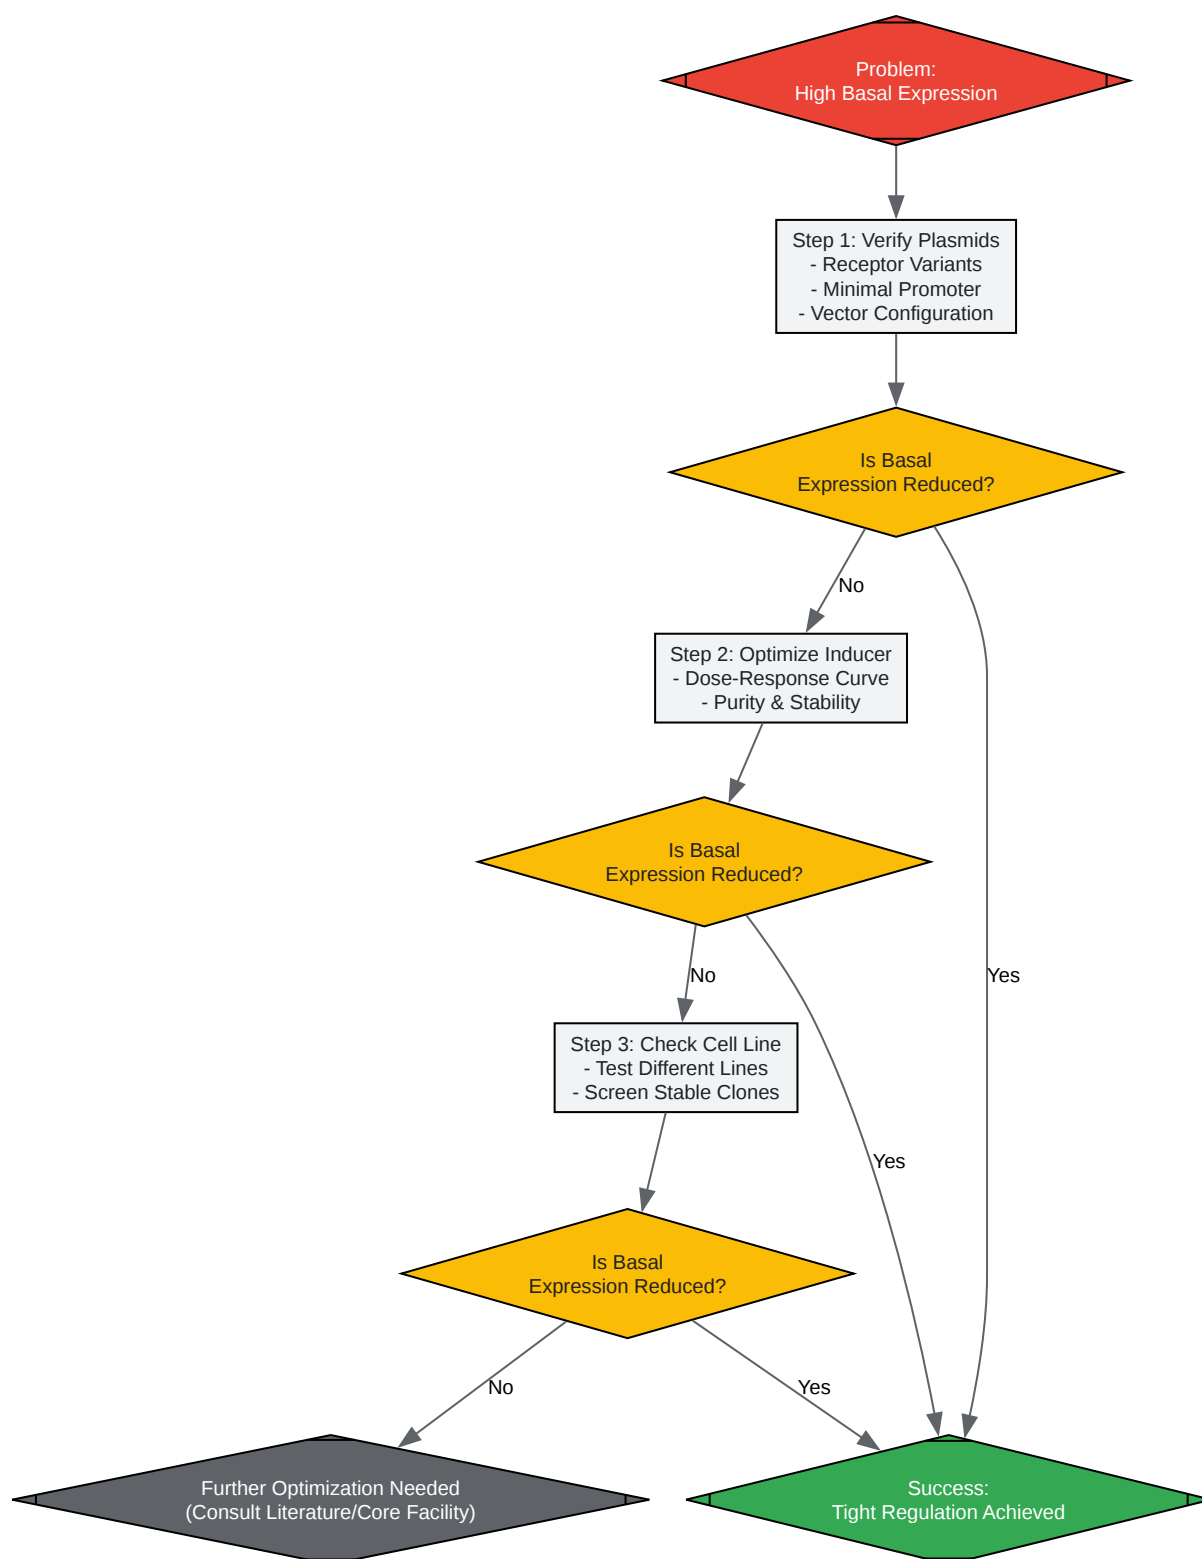 Problem:
High Basal Expression
Step 1: Verify Plasmids
- Receptor Variants
- Minimal Promoter
- Vector Configuration
Is Basal
Expression Reduced?
No
Step 2: Optimize Inducer
- Dose-Response Curve
- Purity & Stability
Is Basal
Expression Reduced?
No
Yes
Step 3: Check Cell Line
- Test Different Lines
- Screen Stable Clones
Yes
Is Basal
Expression Reduced?
No
Yes
Further Optimization Needed
(Consult Literature/Core Facility)
Success:
Tight Regulation Achieved